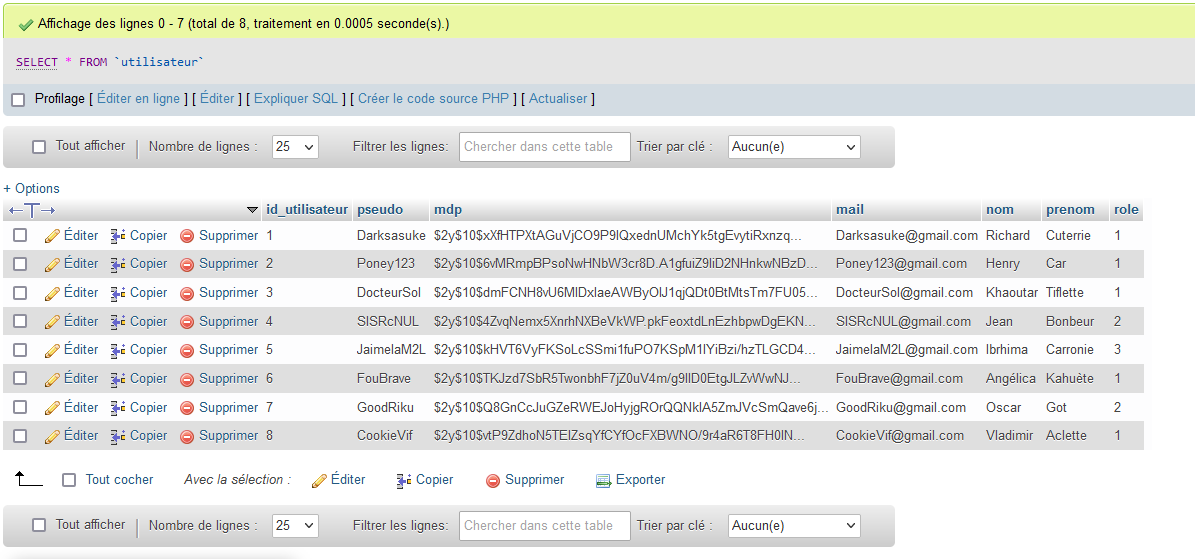 Affichage des lignes 0 - 7 (total de 8, traitement en 0.0005 seconde(s).)
SELECT * FROM `utilisateur`
Profilage [ Éditer en ligne ] [ Éditer ] [ Expliquer SQL ] [ Créer le code source PHP ] [ Actualiser ]
Tout afficher | Nombre de lignes : 25 Filtrer les lignes: Chercher dans cette table Trier par clé : Aucun(e)
+ Options
id_utilisateur pseudo mdp mail nom prenom role
Éditer Copier Supprimer 1 Darksasuke $2y$10$xXfHTPXtAGuVjCO9P9IQxednUMchYk5tgEvytiRxnzq... Darksasuke@gmail.com Richard Cuterrie 1
Éditer Copier Supprimer 2 Poney123 $2y$10$6vMRmpBPsoNwHNbW3cr8D.A1gfuiZ9liD2NHnkwNBzD... Poney123@gmail.com Henry Car 1
Éditer Copier Supprimer 3 DocteurSol $2y$10$dmFCNH8vU6MIDxlaeAWByOlJ1qjQDt0BtMtsTm7FU05... DocteurSol@gmail.com Khaoutar Tiflette 1
Éditer Copier Supprimer 4 SISRcNUL $2y$10$4ZvqNemx5XnrhNXBeVkWP.pkFeoxtdLnEzhbpwDgEKN... SISRcNUL@gmail.com Jean Bonbeur 2
Éditer Copier Supprimer 5 JaimelaM2L $2y$10$kHVT6VyFKSoLcSSmi1fuPO7KSpM1IYiBzi/hzTLGCD4... JaimelaM2L@gmail.com Ibrhima Carronie 3
Éditer Copier Supprimer 6 FouBrave $2y$10$TKJzd7SbR5TwonbhF7jZ0uV4m/g9lID0EtgJLZvWwNJ... FouBrave@gmail.com Angélica Kahuète 1
Éditer Copier Supprimer 7 GoodRiku $2y$10$Q8GnCcJuGZeRWEJoHyjgROrQQNkIA5ZmJVcSmQave6j... GoodRiku@gmail.com Oscar Got 2
Éditer Copier Supprimer 8 CookieVif $2y$10$vtP9ZdhoN5TEIZsqYfCYfOcFXBWNO/9r4aR6T8FH0lN... CookieVif@gmail.com Vladimir Aclette 1
Tout cocher Avec la sélection : Éditer Copier Supprimer Exporter
Tout afficher | Nombre de lignes : 25 Filtrer les lignes: Chercher dans cette table Trier par clé : Aucun(e)